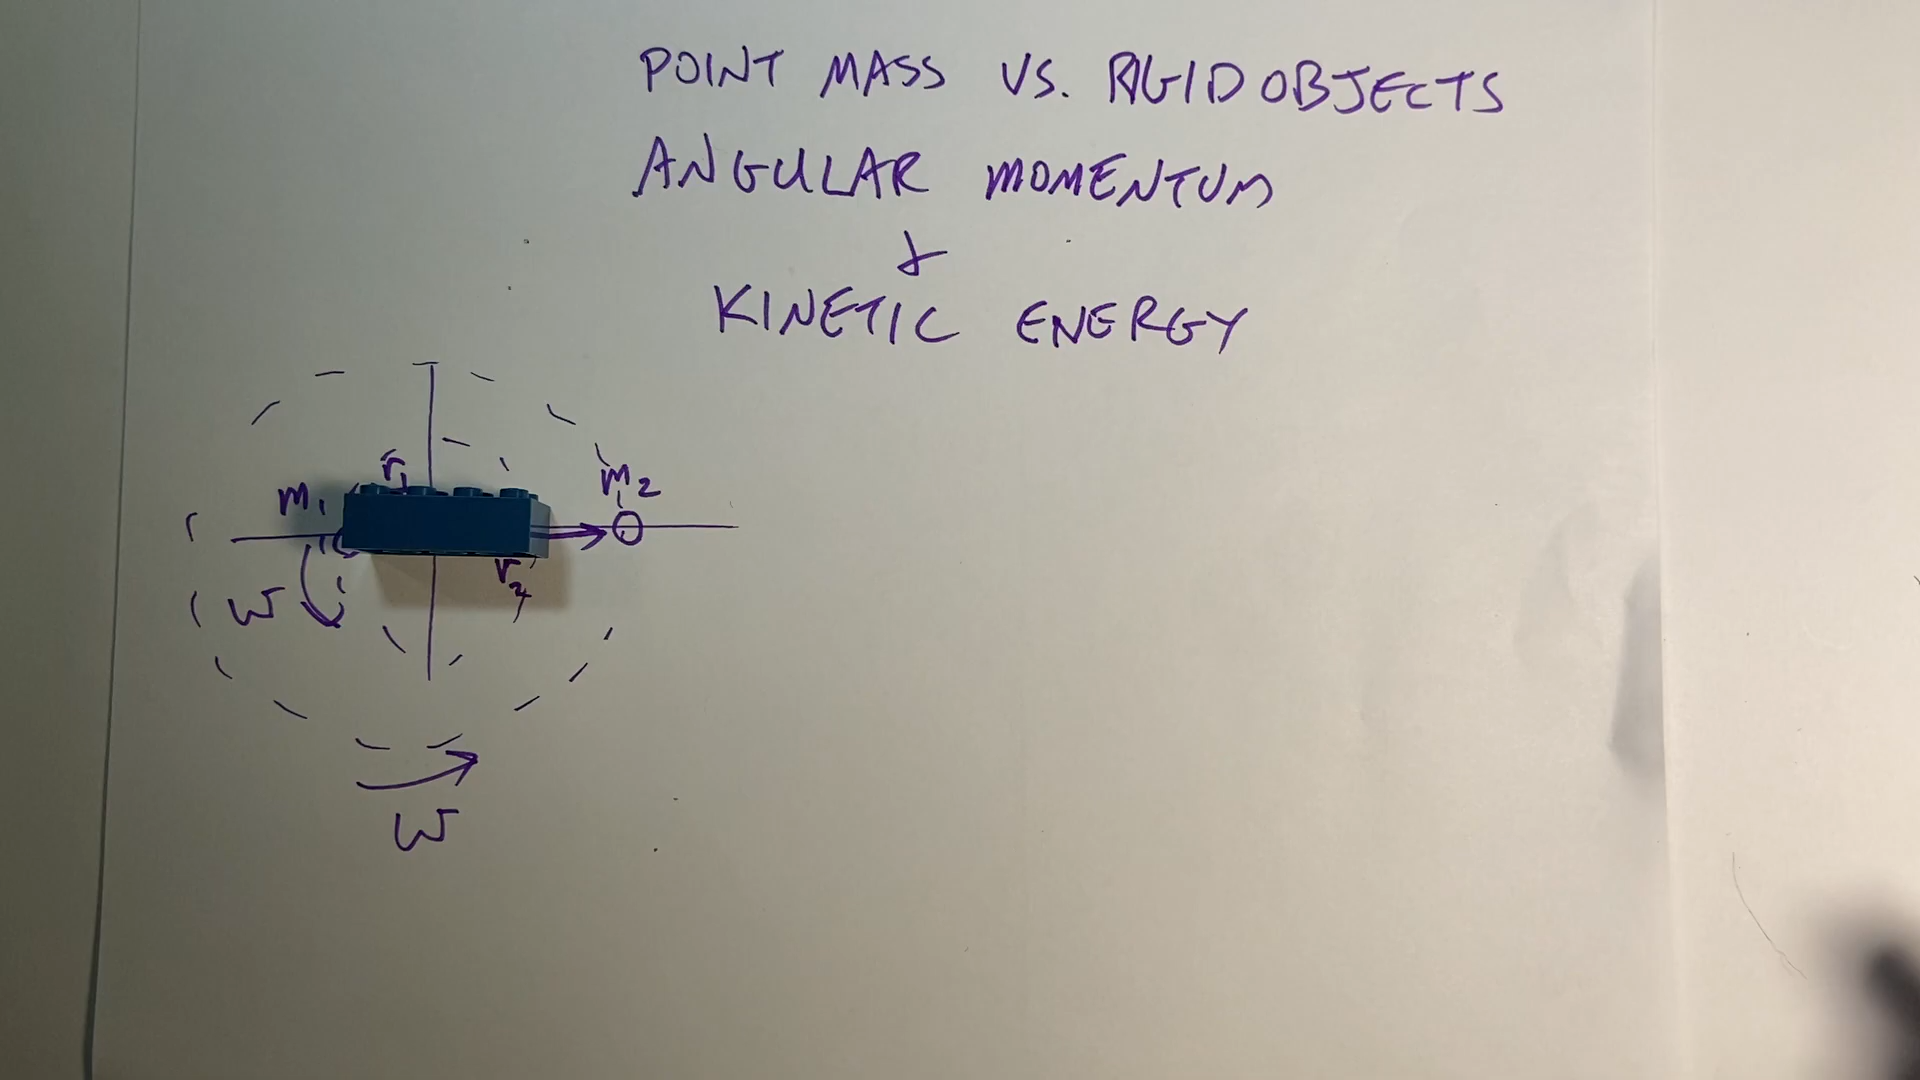 POINT MASS VS. RIGID OBJECTS
ANGULAR MOMENTUM
&
KINETIC ENERGY
r1
m1
m2
r2
W
W